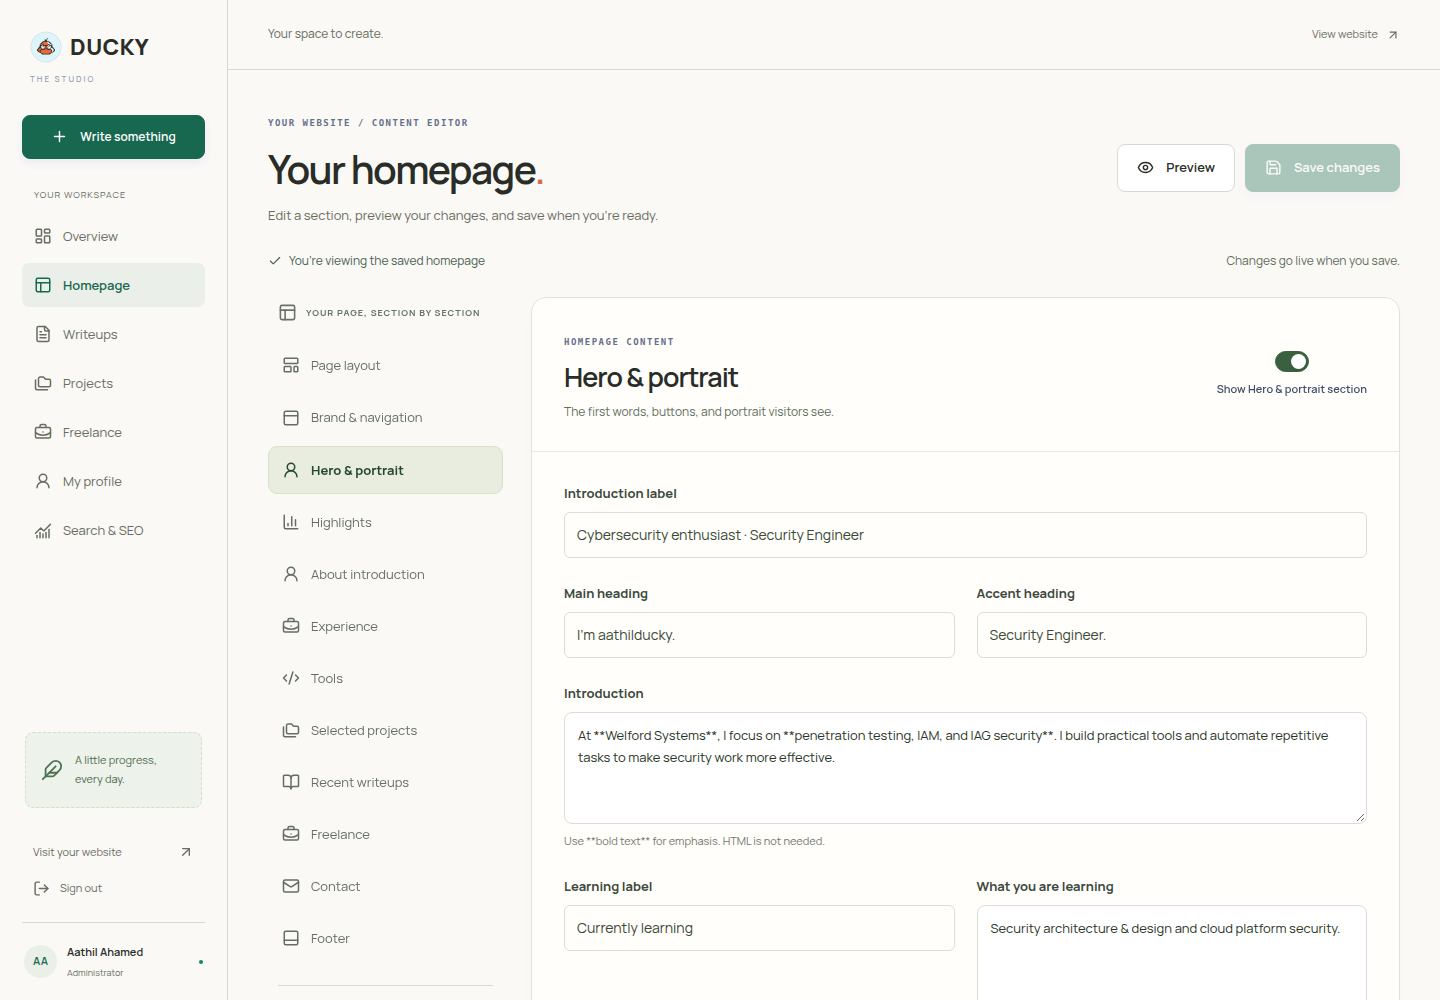 DUCKY
THE STUDIO
Write something
YOUR WORKSPACE
Overview
Homepage
Writeups
Projects
Freelance
My profile
Search & SEO
A little progress,
every day.
Visit your website
Sign out
AA
Aathil Ahamed
Administrator
Your space to create.
View website
YOUR WEBSITE / CONTENT EDITOR
Your homepage.
Edit a section, preview your changes, and save when you're ready.
Preview
Save changes
You're viewing the saved homepage
Changes go live when you save.
YOUR PAGE, SECTION BY SECTION
Page layout
Brand & navigation
Hero & portrait
Highlights
About introduction
Experience
Tools
Selected projects
Recent writeups
Freelance
Contact
Footer
HOMEPAGE CONTENT
Hero & portrait
The first words, buttons, and portrait visitors see.
Show Hero & portrait section
Introduction label
Cybersecurity enthusiast · Security Engineer
Main heading
I'm aathilducky.
Accent heading
Security Engineer.
Introduction
At **Welford Systems**, I focus on **penetration testing, IAM, and IAG security**. I build practical tools and automate repetitive
tasks to make security work more effective.
Use **bold text** for emphasis. HTML is not needed.
Learning label
Currently learning
What you are learning
Security architecture & design and cloud platform security.